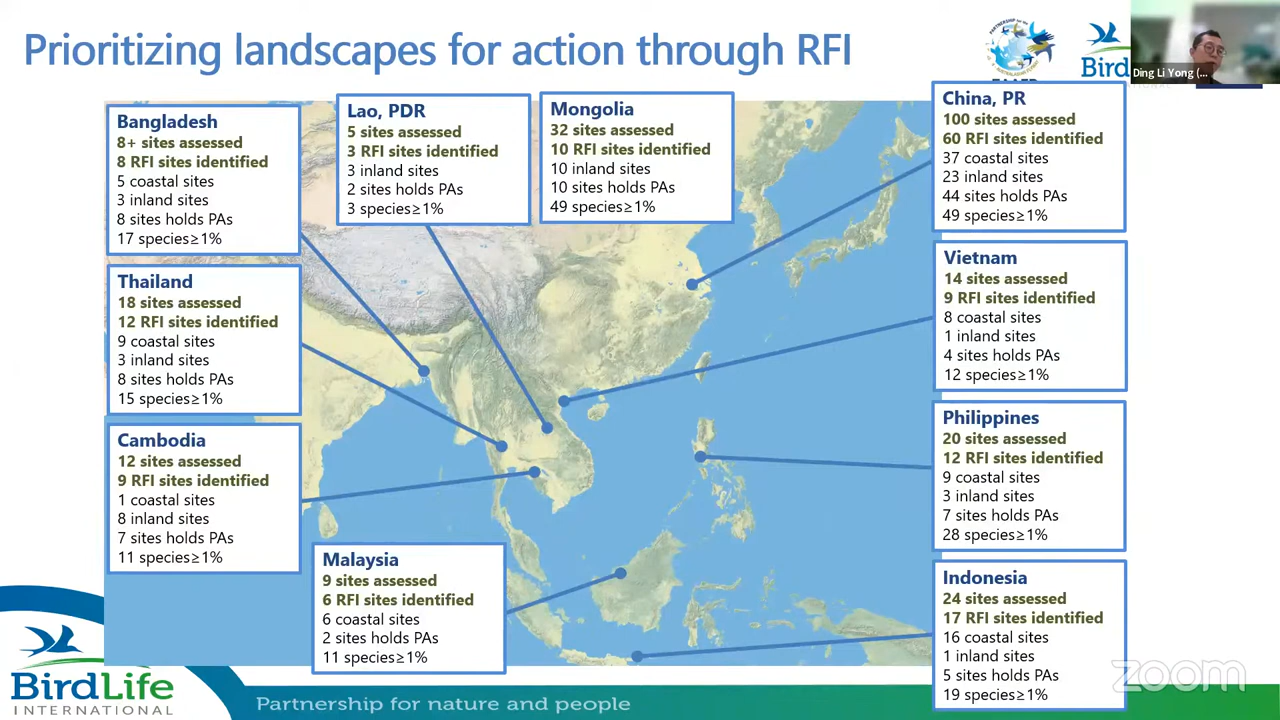 Prioritizing landscapes for action through RFI
Ding Li Yong (...
Bangladesh
8+ sites assessed
8 RFI sites identified
5 coastal sites
3 inland sites
8 sites holds PAs
17 species≥1%
Lao, PDR
5 sites assessed
3 RFI sites identified
3 inland sites
2 sites holds PAs
3 species≥1%
Mongolia
32 sites assessed
10 RFI sites identified
10 inland sites
10 sites holds PAs
49 species≥1%
China, PR
100 sites assessed
60 RFI sites identified
37 coastal sites
23 inland sites
44 sites holds PAs
49 species≥1%
Thailand
18 sites assessed
12 RFI sites identified
9 coastal sites
3 inland sites
8 sites holds PAs
15 species≥1%
Vietnam
14 sites assessed
9 RFI sites identified
8 coastal sites
1 inland sites
4 sites holds PAs
12 species≥1%
Cambodia
12 sites assessed
9 RFI sites identified
1 coastal sites
8 inland sites
7 sites holds PAs
11 species≥1%
Philippines
20 sites assessed
12 RFI sites identified
9 coastal sites
3 inland sites
7 sites holds PAs
28 species≥1%
Malaysia
9 sites assessed
6 RFI sites identified
6 coastal sites
2 sites holds PAs
11 species≥1%
Indonesia
24 sites assessed
17 RFI sites identified
16 coastal sites
1 inland sites
5 sites holds PAs
19 species≥1%
BirdLife
INTERNATIONAL
Partnership for nature and people
zoom